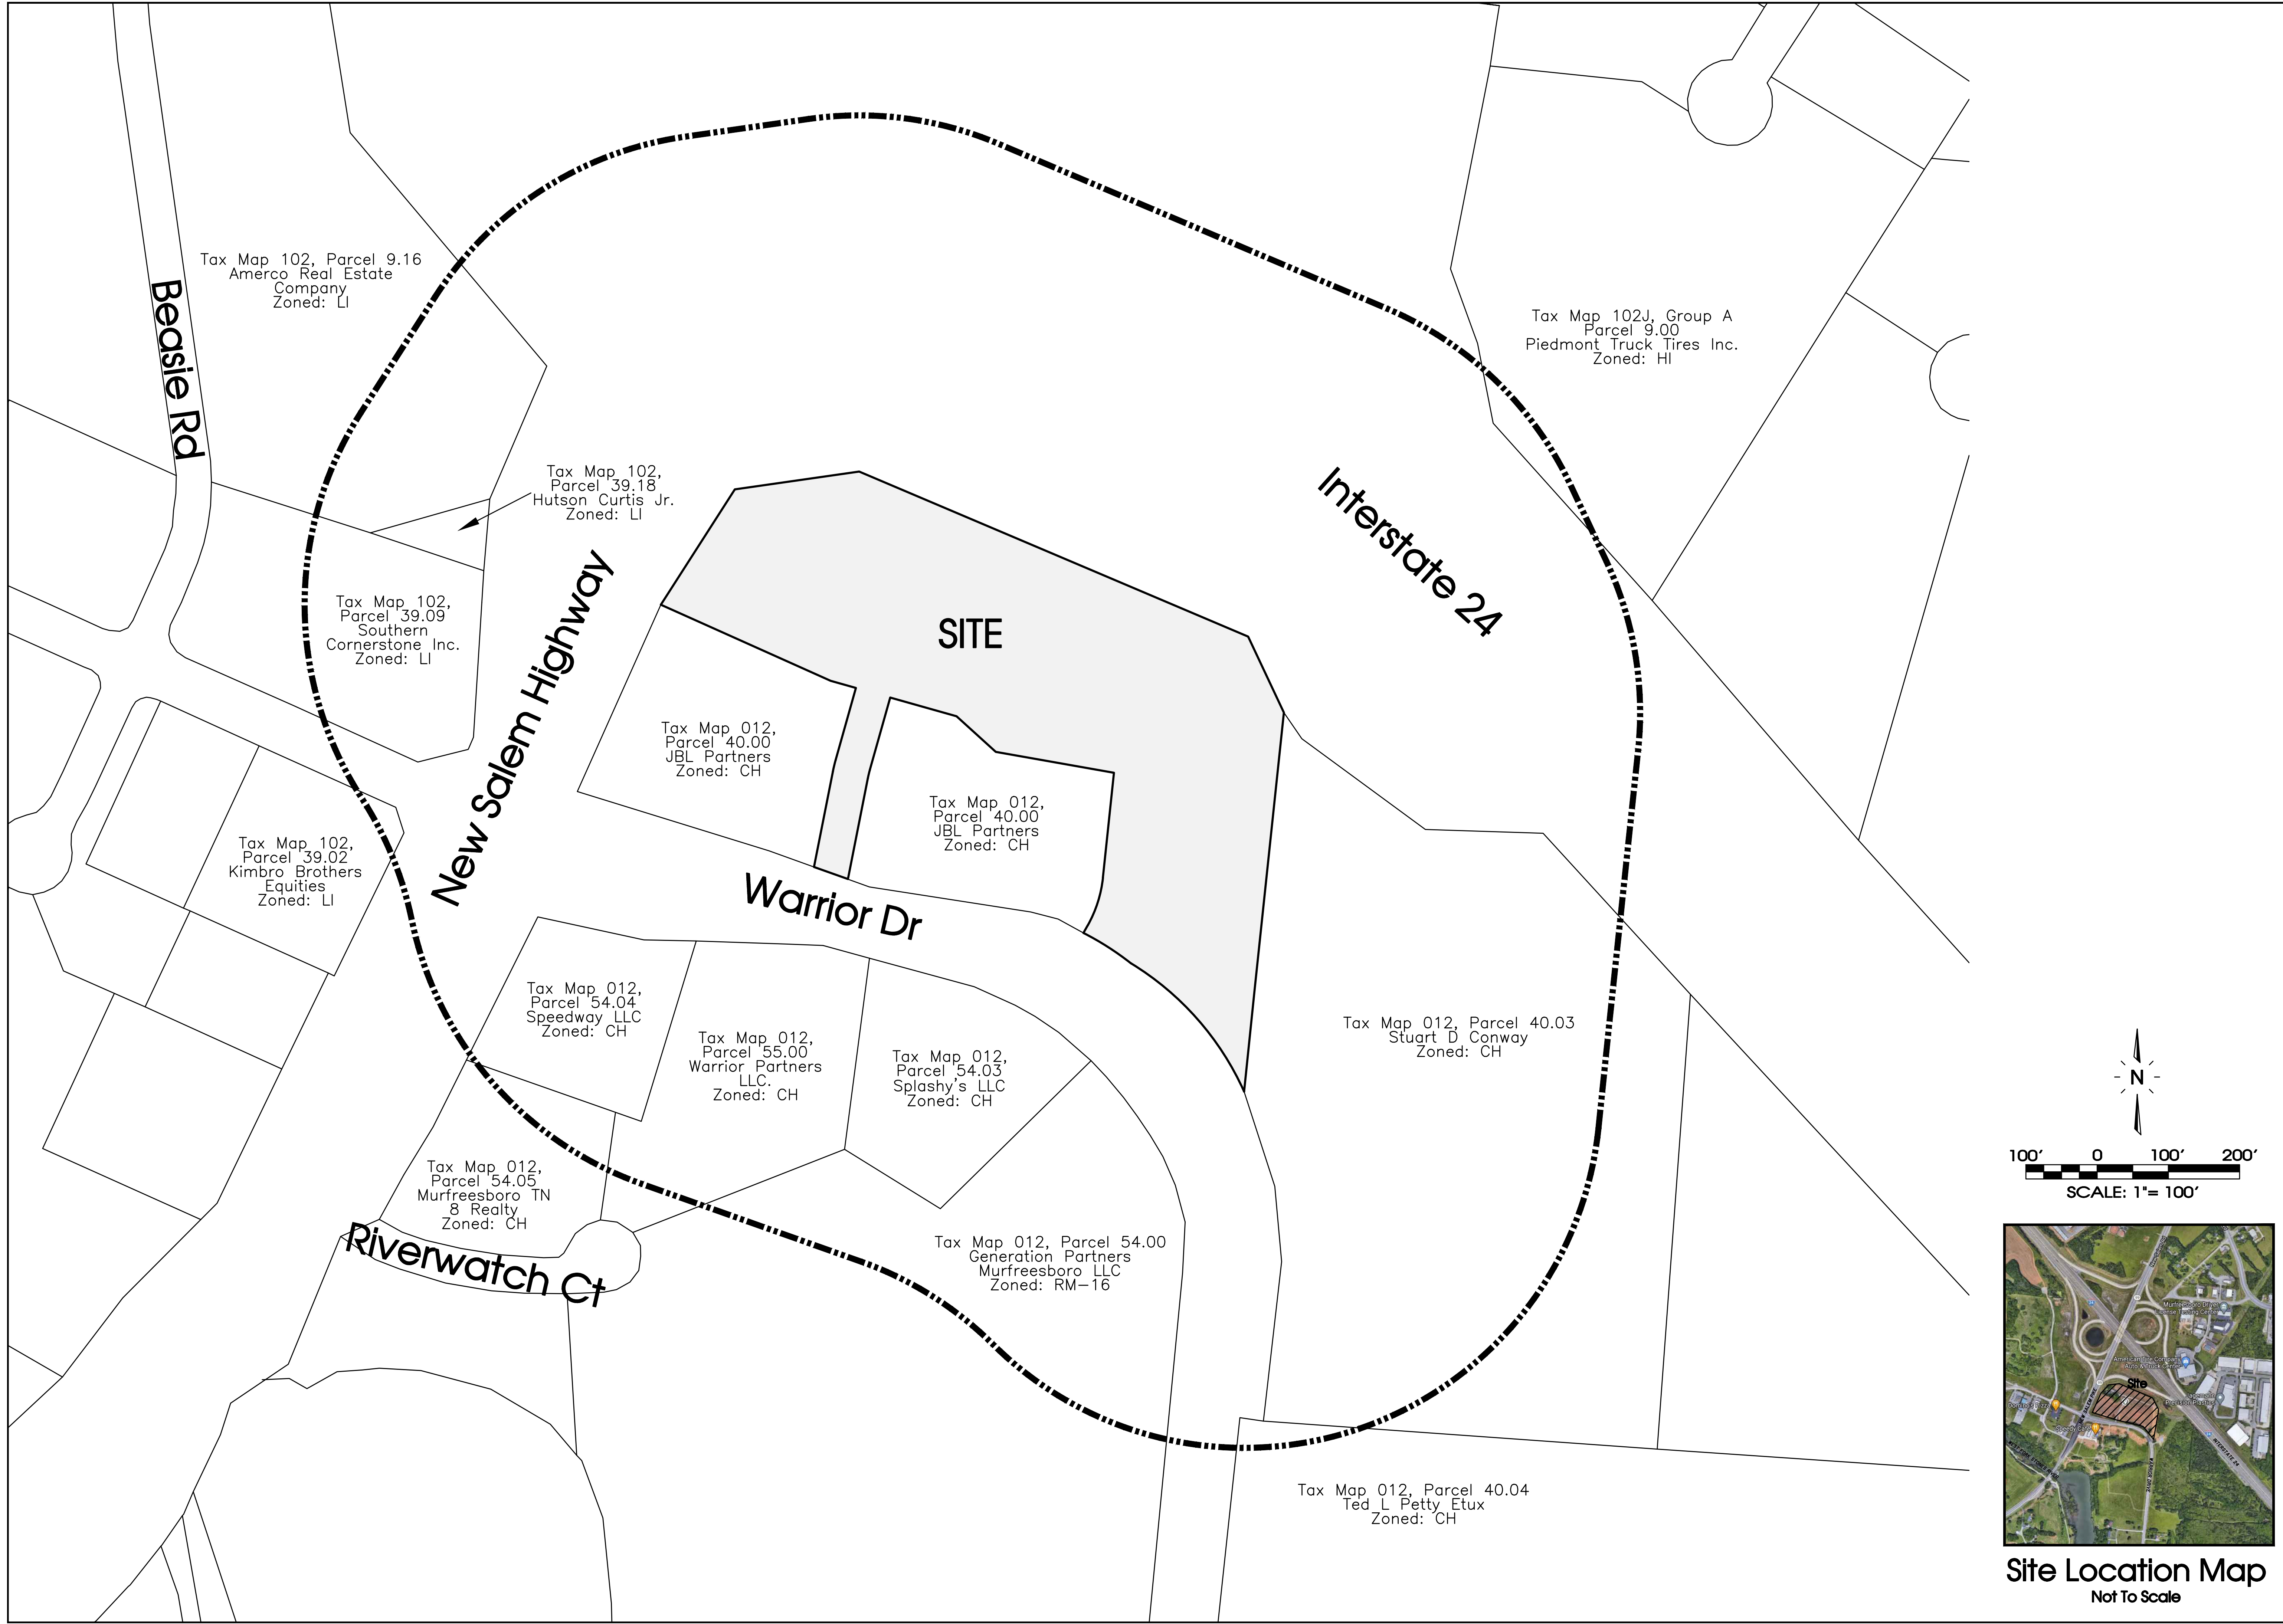 Tax Map 102, Parcel 9.16
Amerco Real Estate
Company
Zoned: LI
Beasie Rd
Tax Map 102J, Group A
Parcel 9.00
Piedmont Truck Tires Inc.
Zoned: HI
Tax Map 102,
Parcel 39.18
Hutson Curtis Jr.
Zoned: LI
Interstate 24
Tax Map 102,
Parcel 39.09
Southern
Cornerstone Inc.
Zoned: LI
New Salem Highway
SITE
Tax Map 012,
Parcel 40.00
JBL Partners
Zoned: CH
Tax Map 012,
Parcel 40.00
JBL Partners
Zoned: CH
Tax Map 102,
Parcel 39.02
Kimbro Brothers
Equities
Zoned: LI
Warrior Dr
Tax Map 012,
Parcel 54.04
Speedway LLC
Zoned: CH
Tax Map 012,
Parcel 55.00
Warrior Partners
LLC.
Zoned: CH
Tax Map 012,
Parcel 54.03
Splashy's LLC
Zoned: CH
Tax Map 012, Parcel 40.03
Stuart D Conway
Zoned: CH
Tax Map 012,
Parcel 54.05
Murfreesboro TN
8 Realty
Zoned: CH
Riverwatch Ct
Tax Map 012, Parcel 54.00
Generation Partners
Murfreesboro LLC
Zoned: RM-16
Tax Map 012, Parcel 40.04
Ted L Petty Etux
Zoned: CH
N
100' 0 100' 200'
SCALE: 1"= 100'
Site
INTERSTATE 24
WARRIOR DRIVE
Site Location Map
Not To Scale